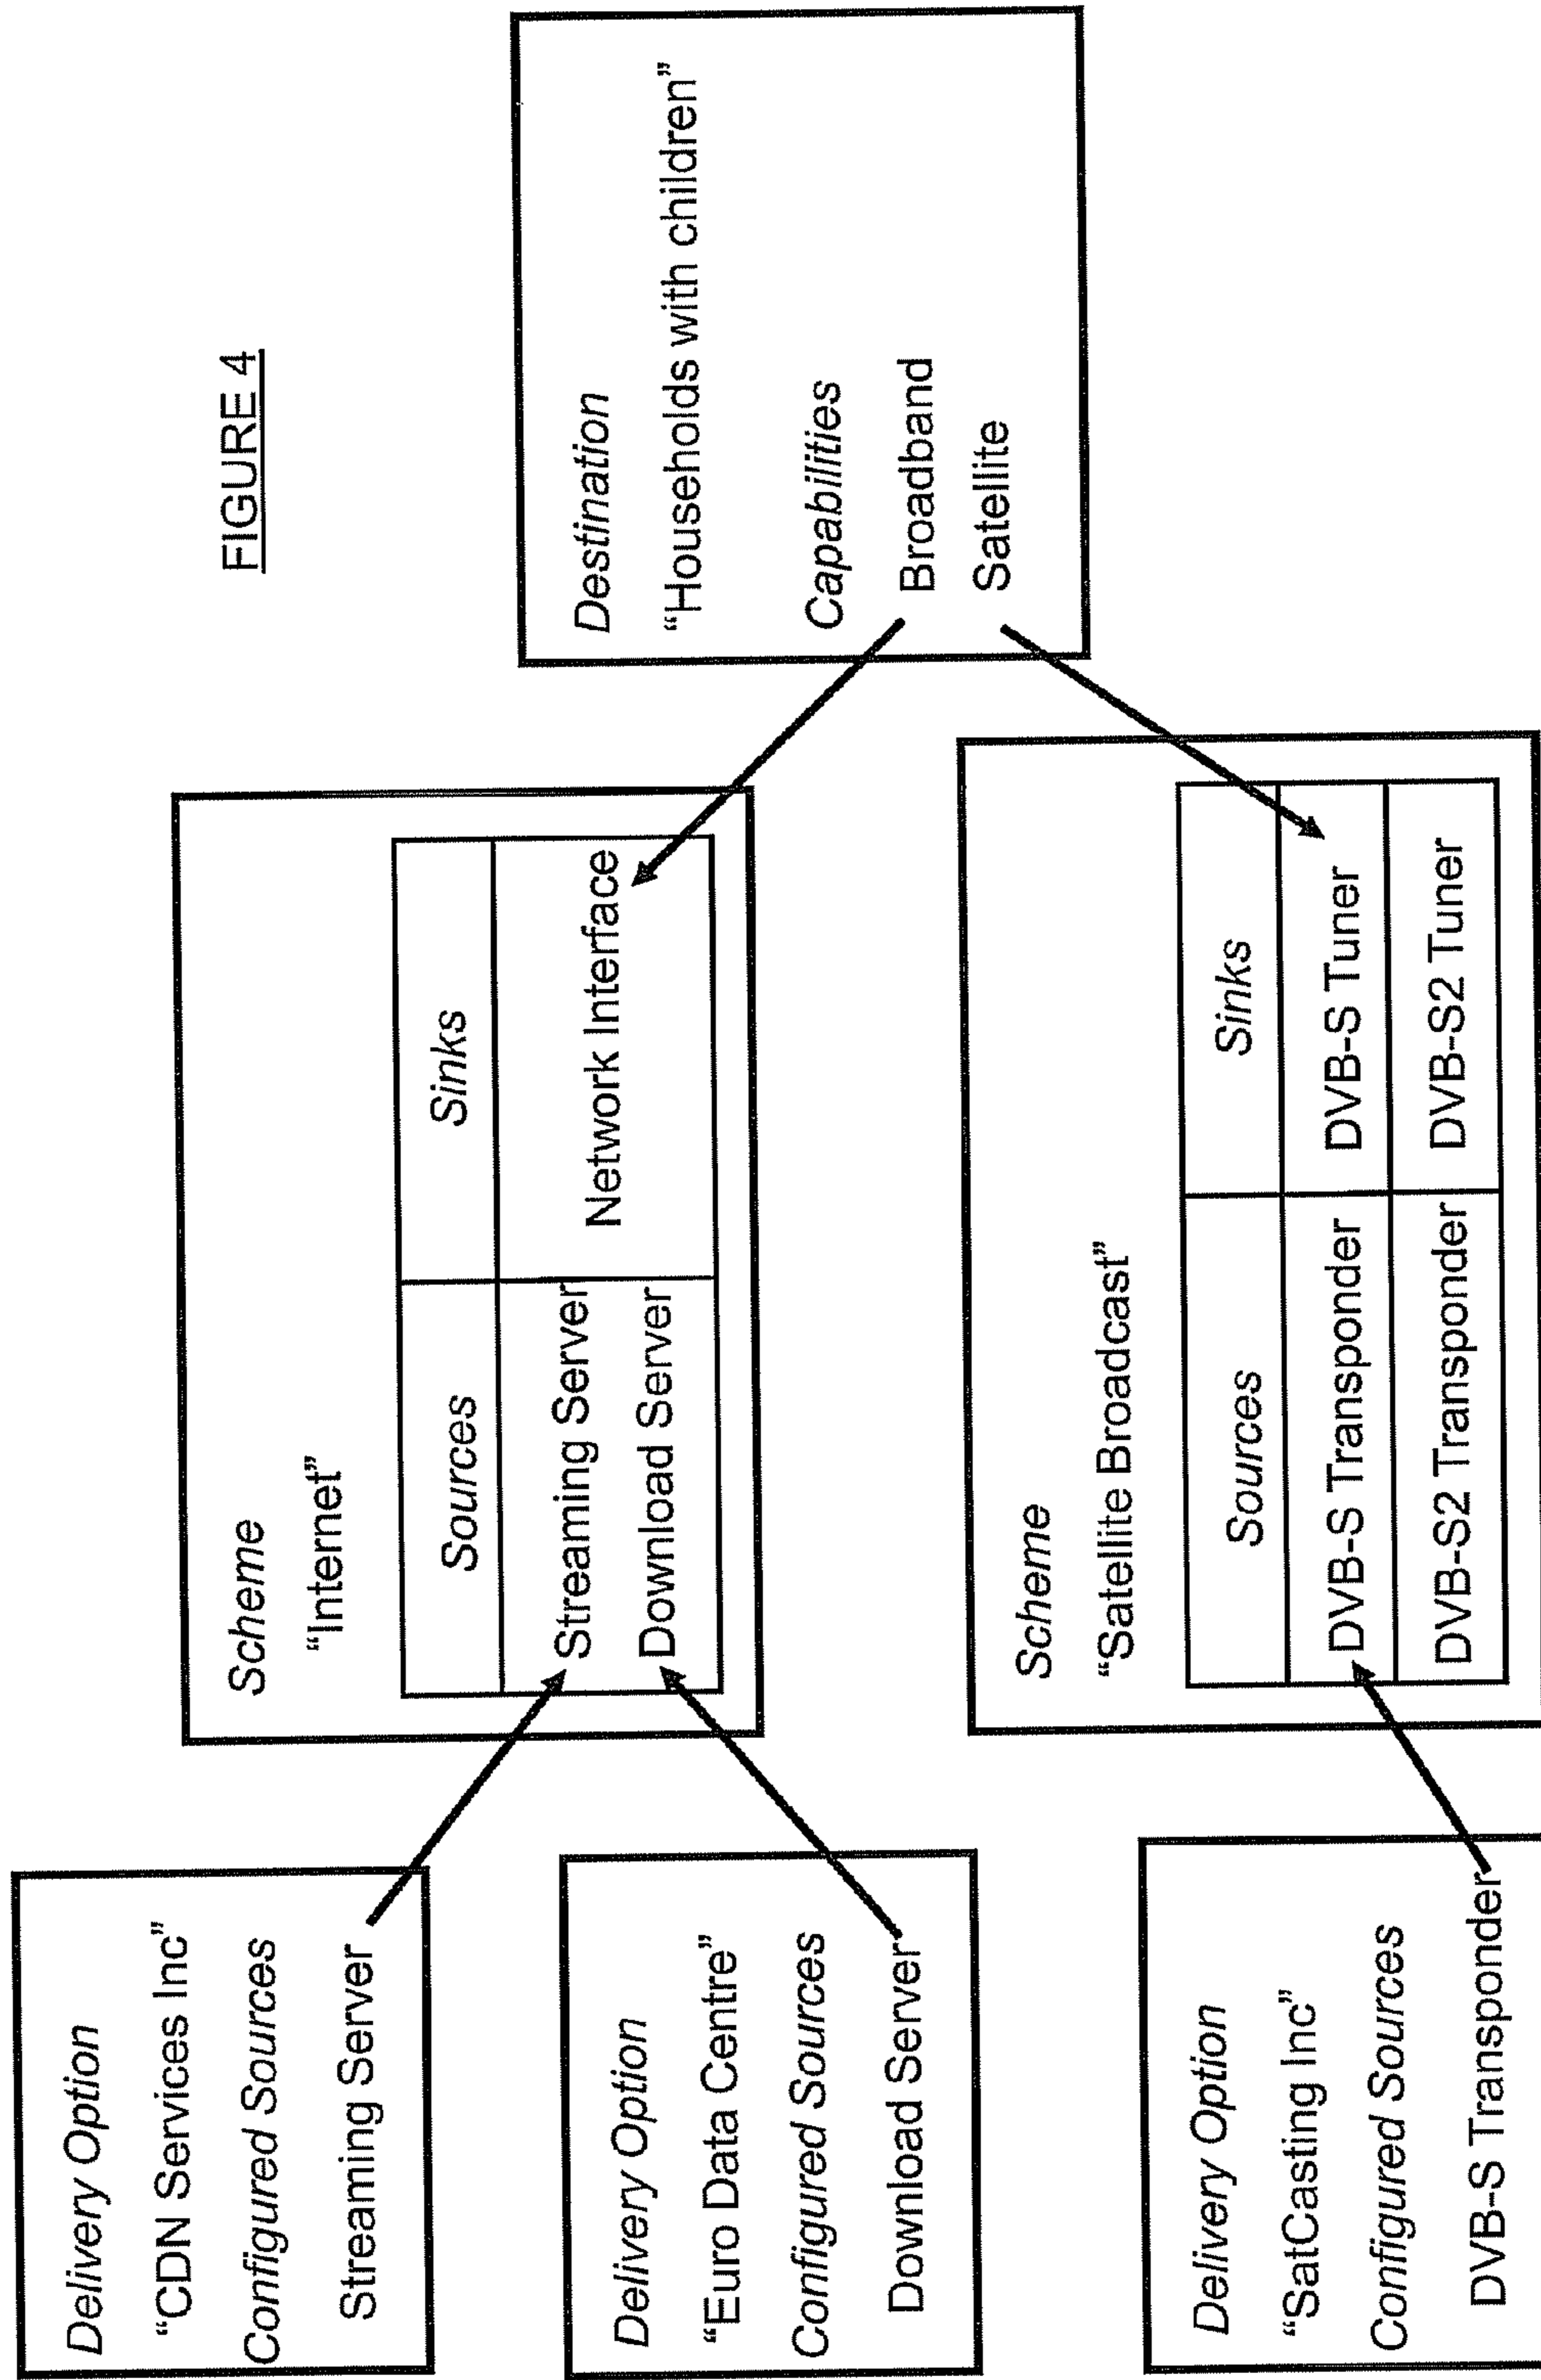 FIGURE 4
Delivery Option
“CDN Services Inc”
Configured Sources
Streaming Server
Delivery Option
“Euro Data Centre”
Configured Sources
Download Server
Delivery Option
“SatCasting Inc”
Configured Sources
DVB-S Transponder
Scheme
“Internet”
Sources
Sinks
Streaming Server
Download Server
Network Interface
Scheme
“Satellite Broadcast”
Sources
Sinks
DVB-S Transponder
DVB-S Tuner
DVB-S2 Transponder
DVB-S2 Tuner
Destination
“Households with children”
Capabilities
Broadband
Satellite